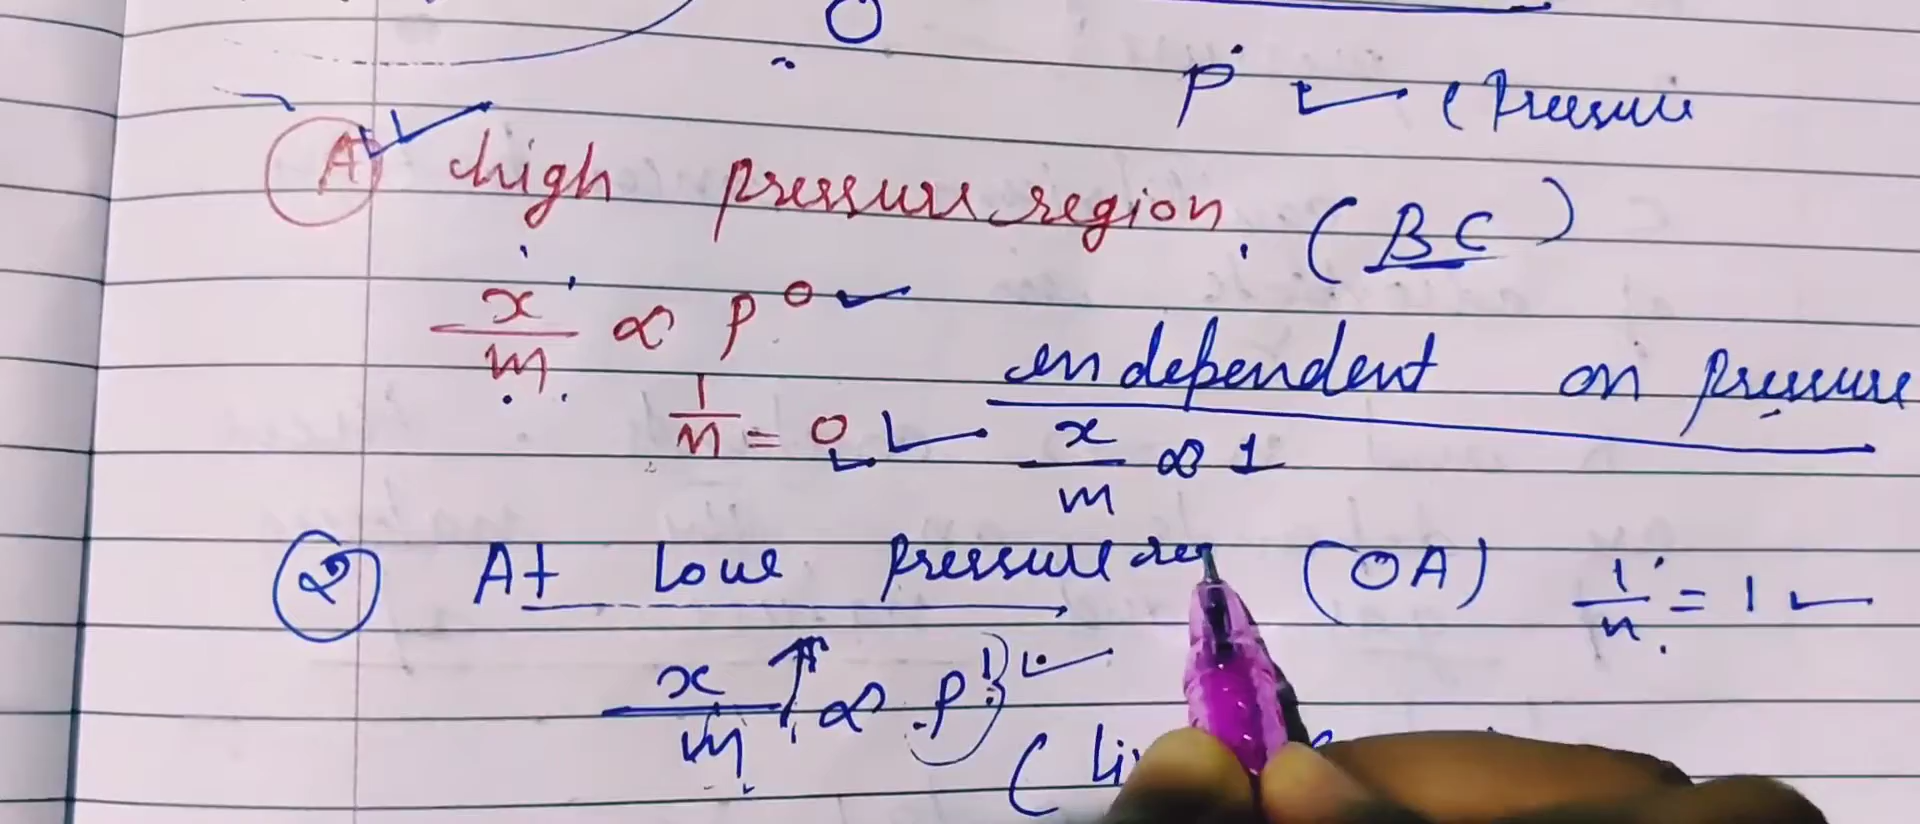 P (Pressure
A high pressure region. (BC)
x/m ∝ P⁰
independent on pressure
1/n = 0 x/m ∝ 1
2 At low pressure reg (OA) 1/n = 1
x/m ∝ P¹
(